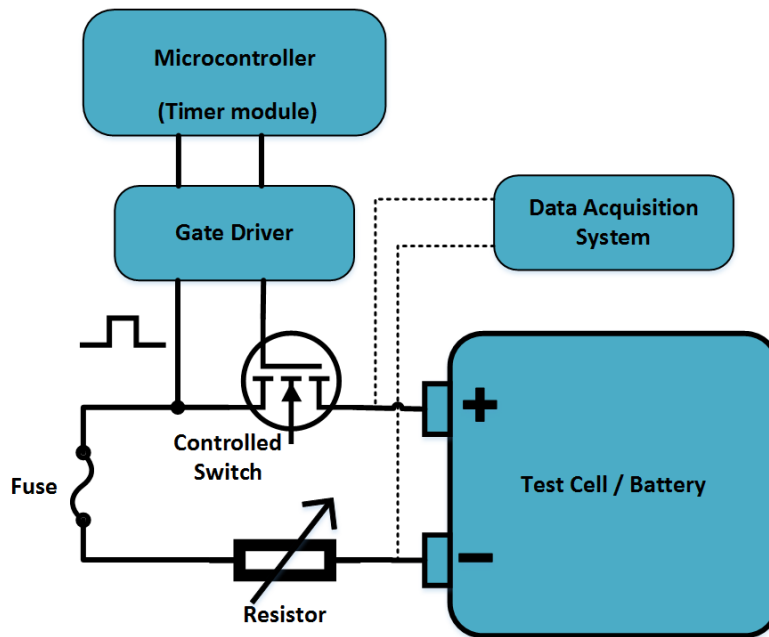 Microcontroller
(Timer module)
Gate Driver
Data Acquisition
System
Controlled
Switch
+
Fuse
Test Cell / Battery
−
Resistor